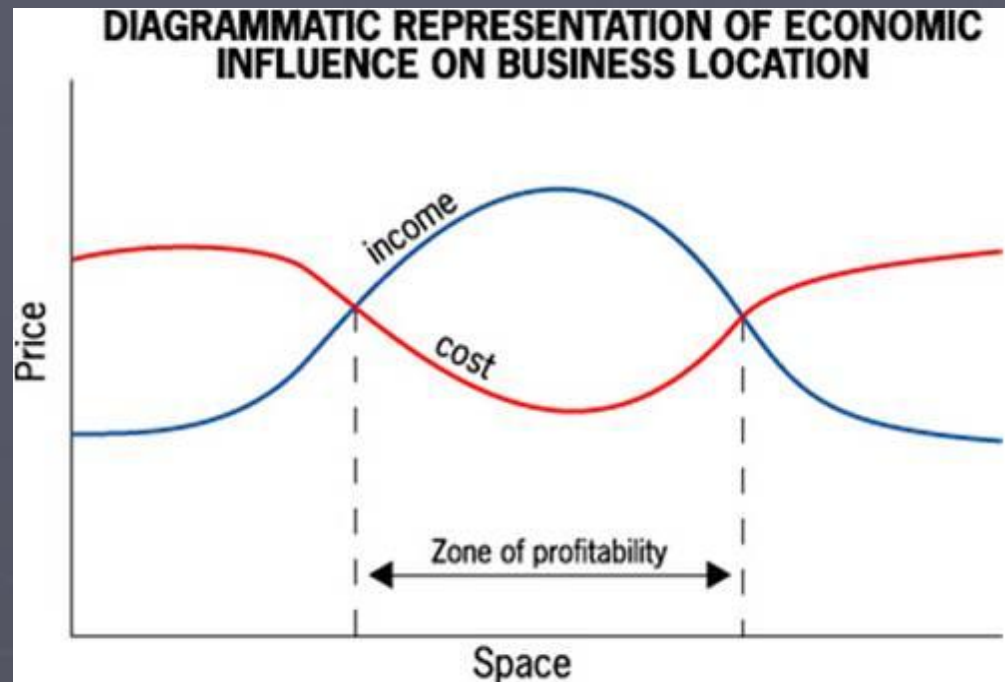 DIAGRAMMATIC REPRESENTATION OF ECONOMIC
INFLUENCE ON BUSINESS LOCATION
income
cost
Price
Zone of profitability
Space